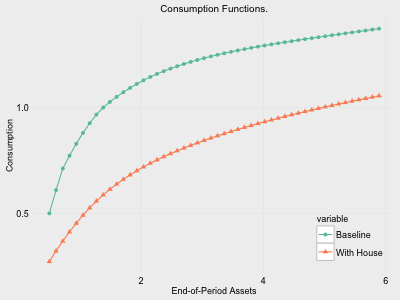 Consumption Functions.
Consumption
1.0
0.5
2
4
6
End-of-Period Assets
variable
Baseline
With House